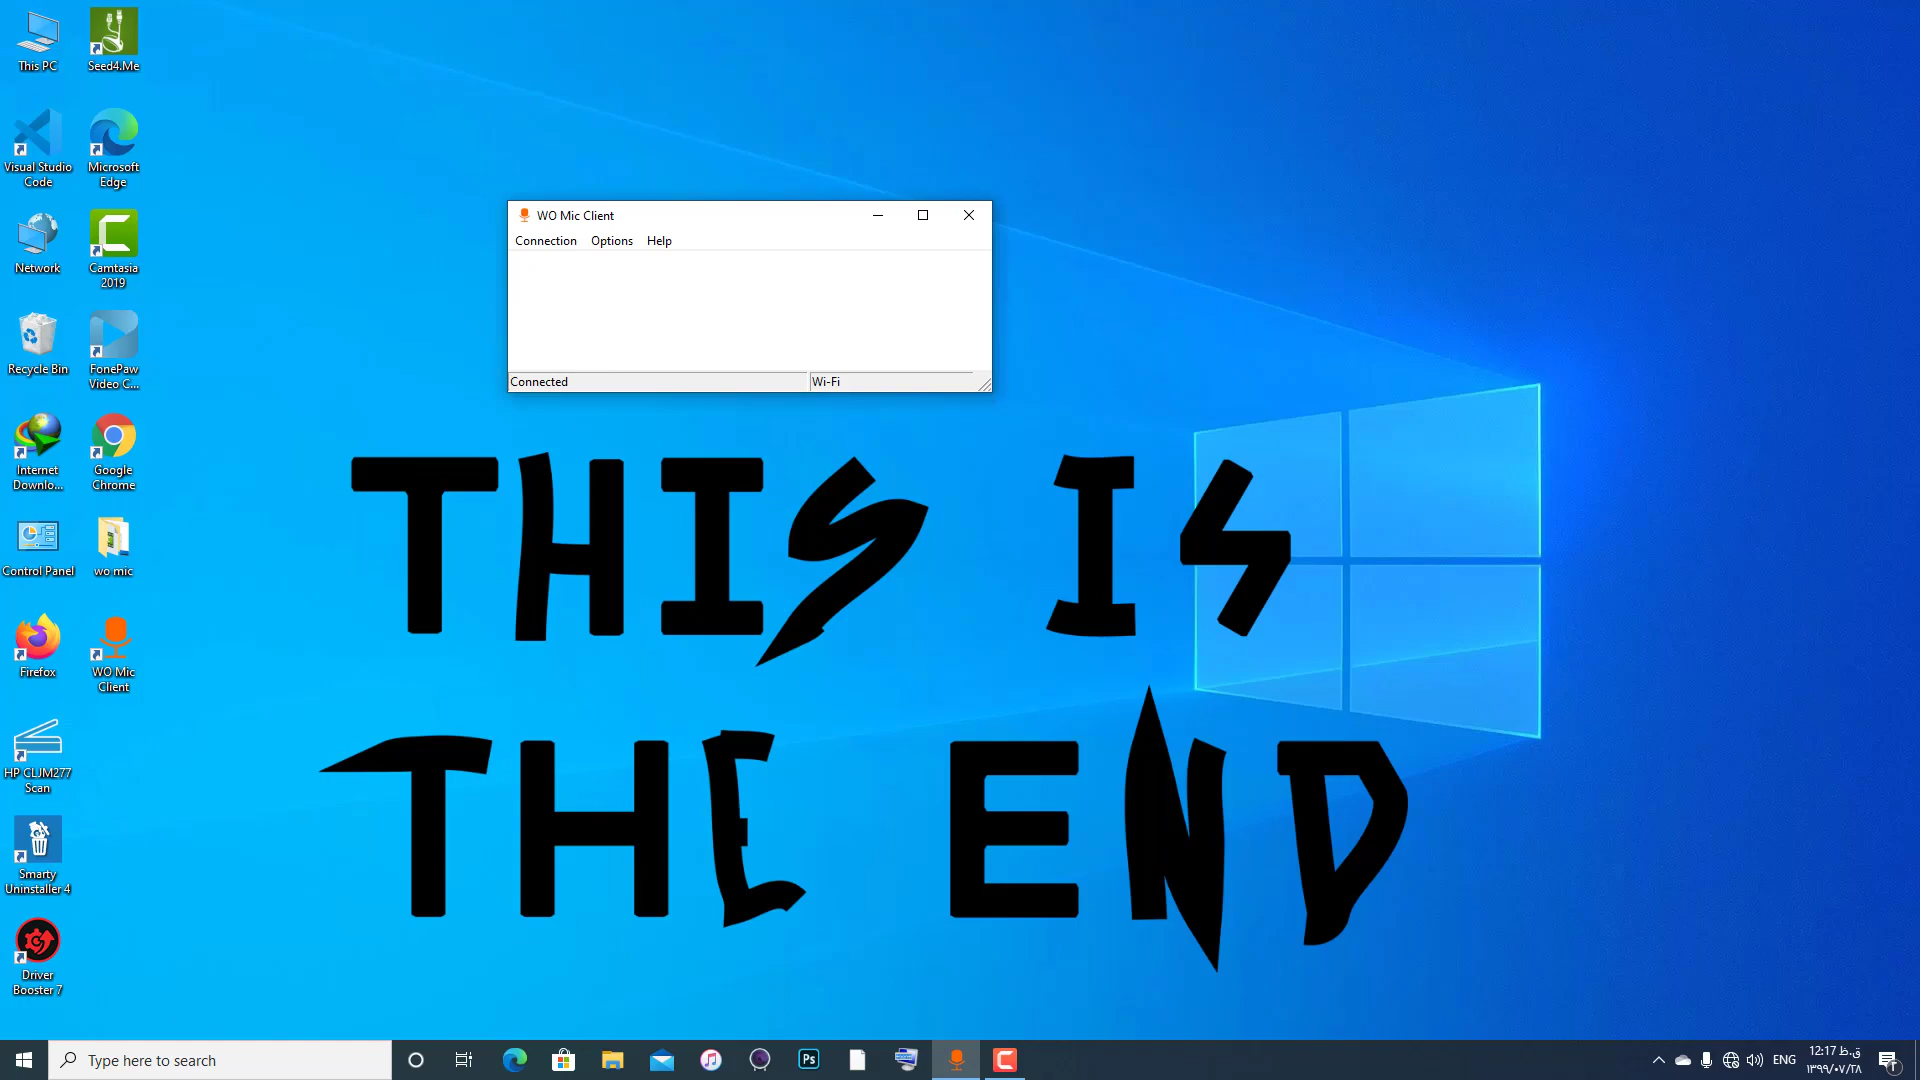 This PC
Seed4.Me
Visual Studio
Code
Microsoft
Edge
Network
Camtasia
2019
Recycle Bin
FonePaw
Video C...
Internet
Downlo...
Google
Chrome
Control Panel
wo mic
Firefox
WO Mic
Client
HP CLJM277
Scan
Smarty
Uninstaller 4
Driver
Booster 7
WO Mic Client
Connection Options Help
Connected Wi-Fi
THIS IS
THE END
Type here to search
Ps
ENG
12:17 ق.ظ
۱۳۹۹/۰۷/۲۸